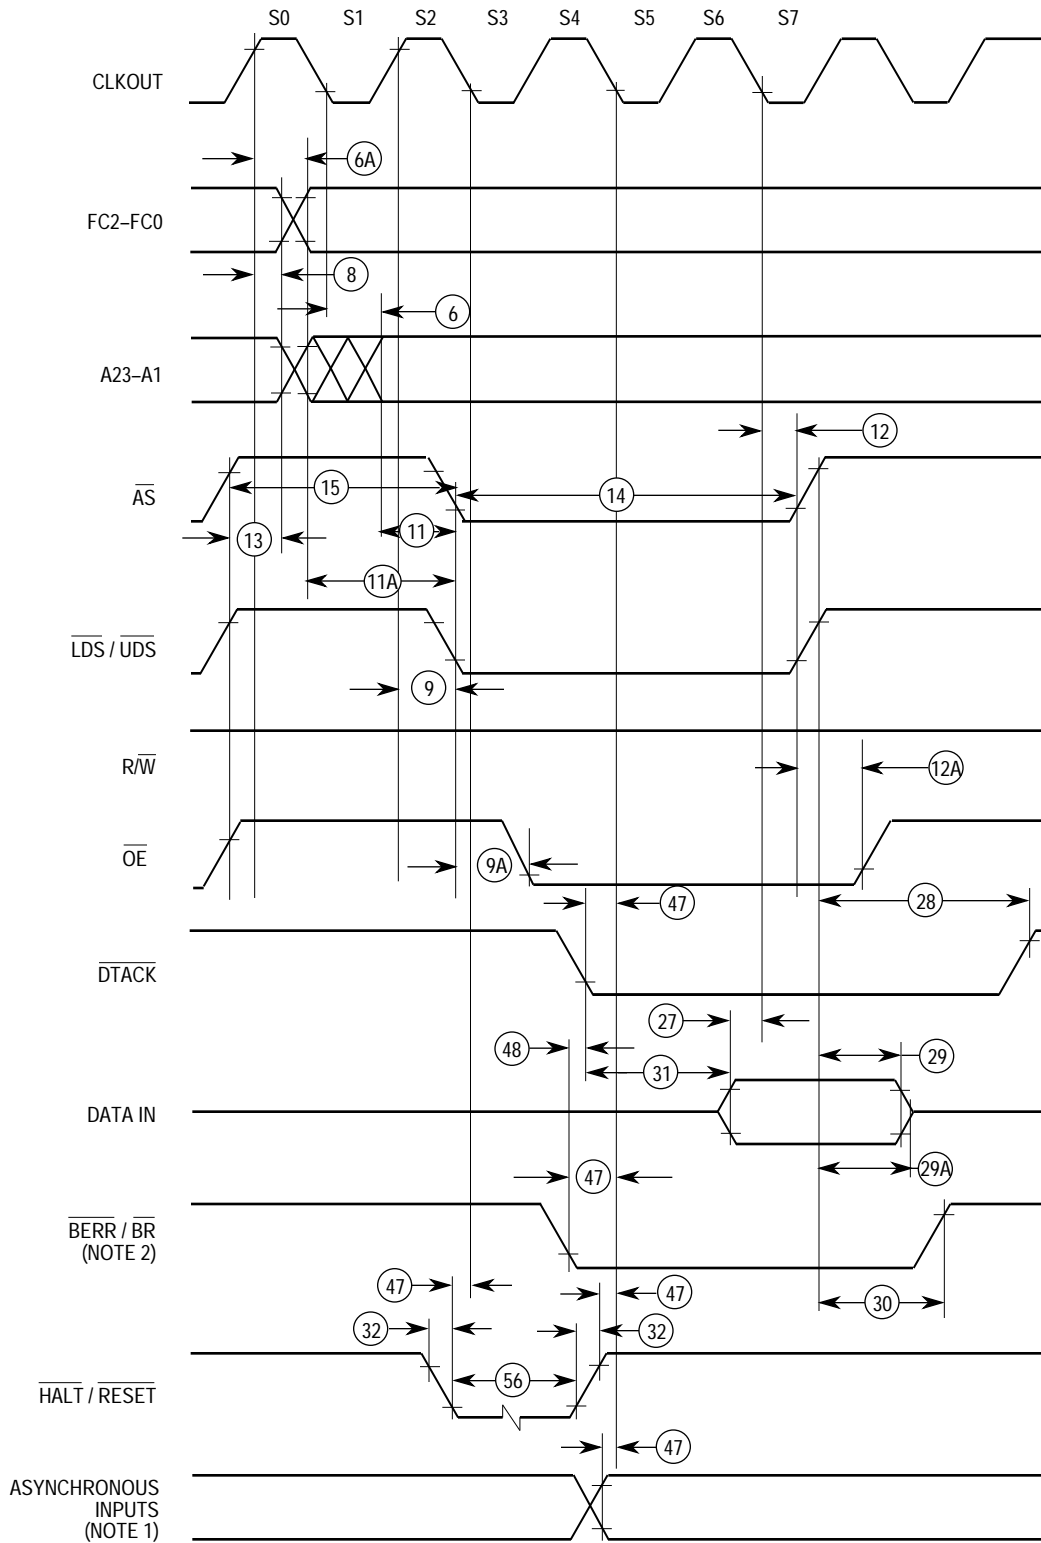 S0 S1 S2 S3 S4 S5 S6 S7
CLKOUT
6A
FC2–FC0
8
6
A23–A1
12
AS
15
14
11
13
11A
LDS / UDS
9
R/W
12A
OE
9A
47
28
DTACK
27
48
29
31
DATA IN
47
29A
BERR / BR
(NOTE 2)
47
47
30
32
32
HALT / RESET
56
47
ASYNCHRONOUS
INPUTS
(NOTE 1)